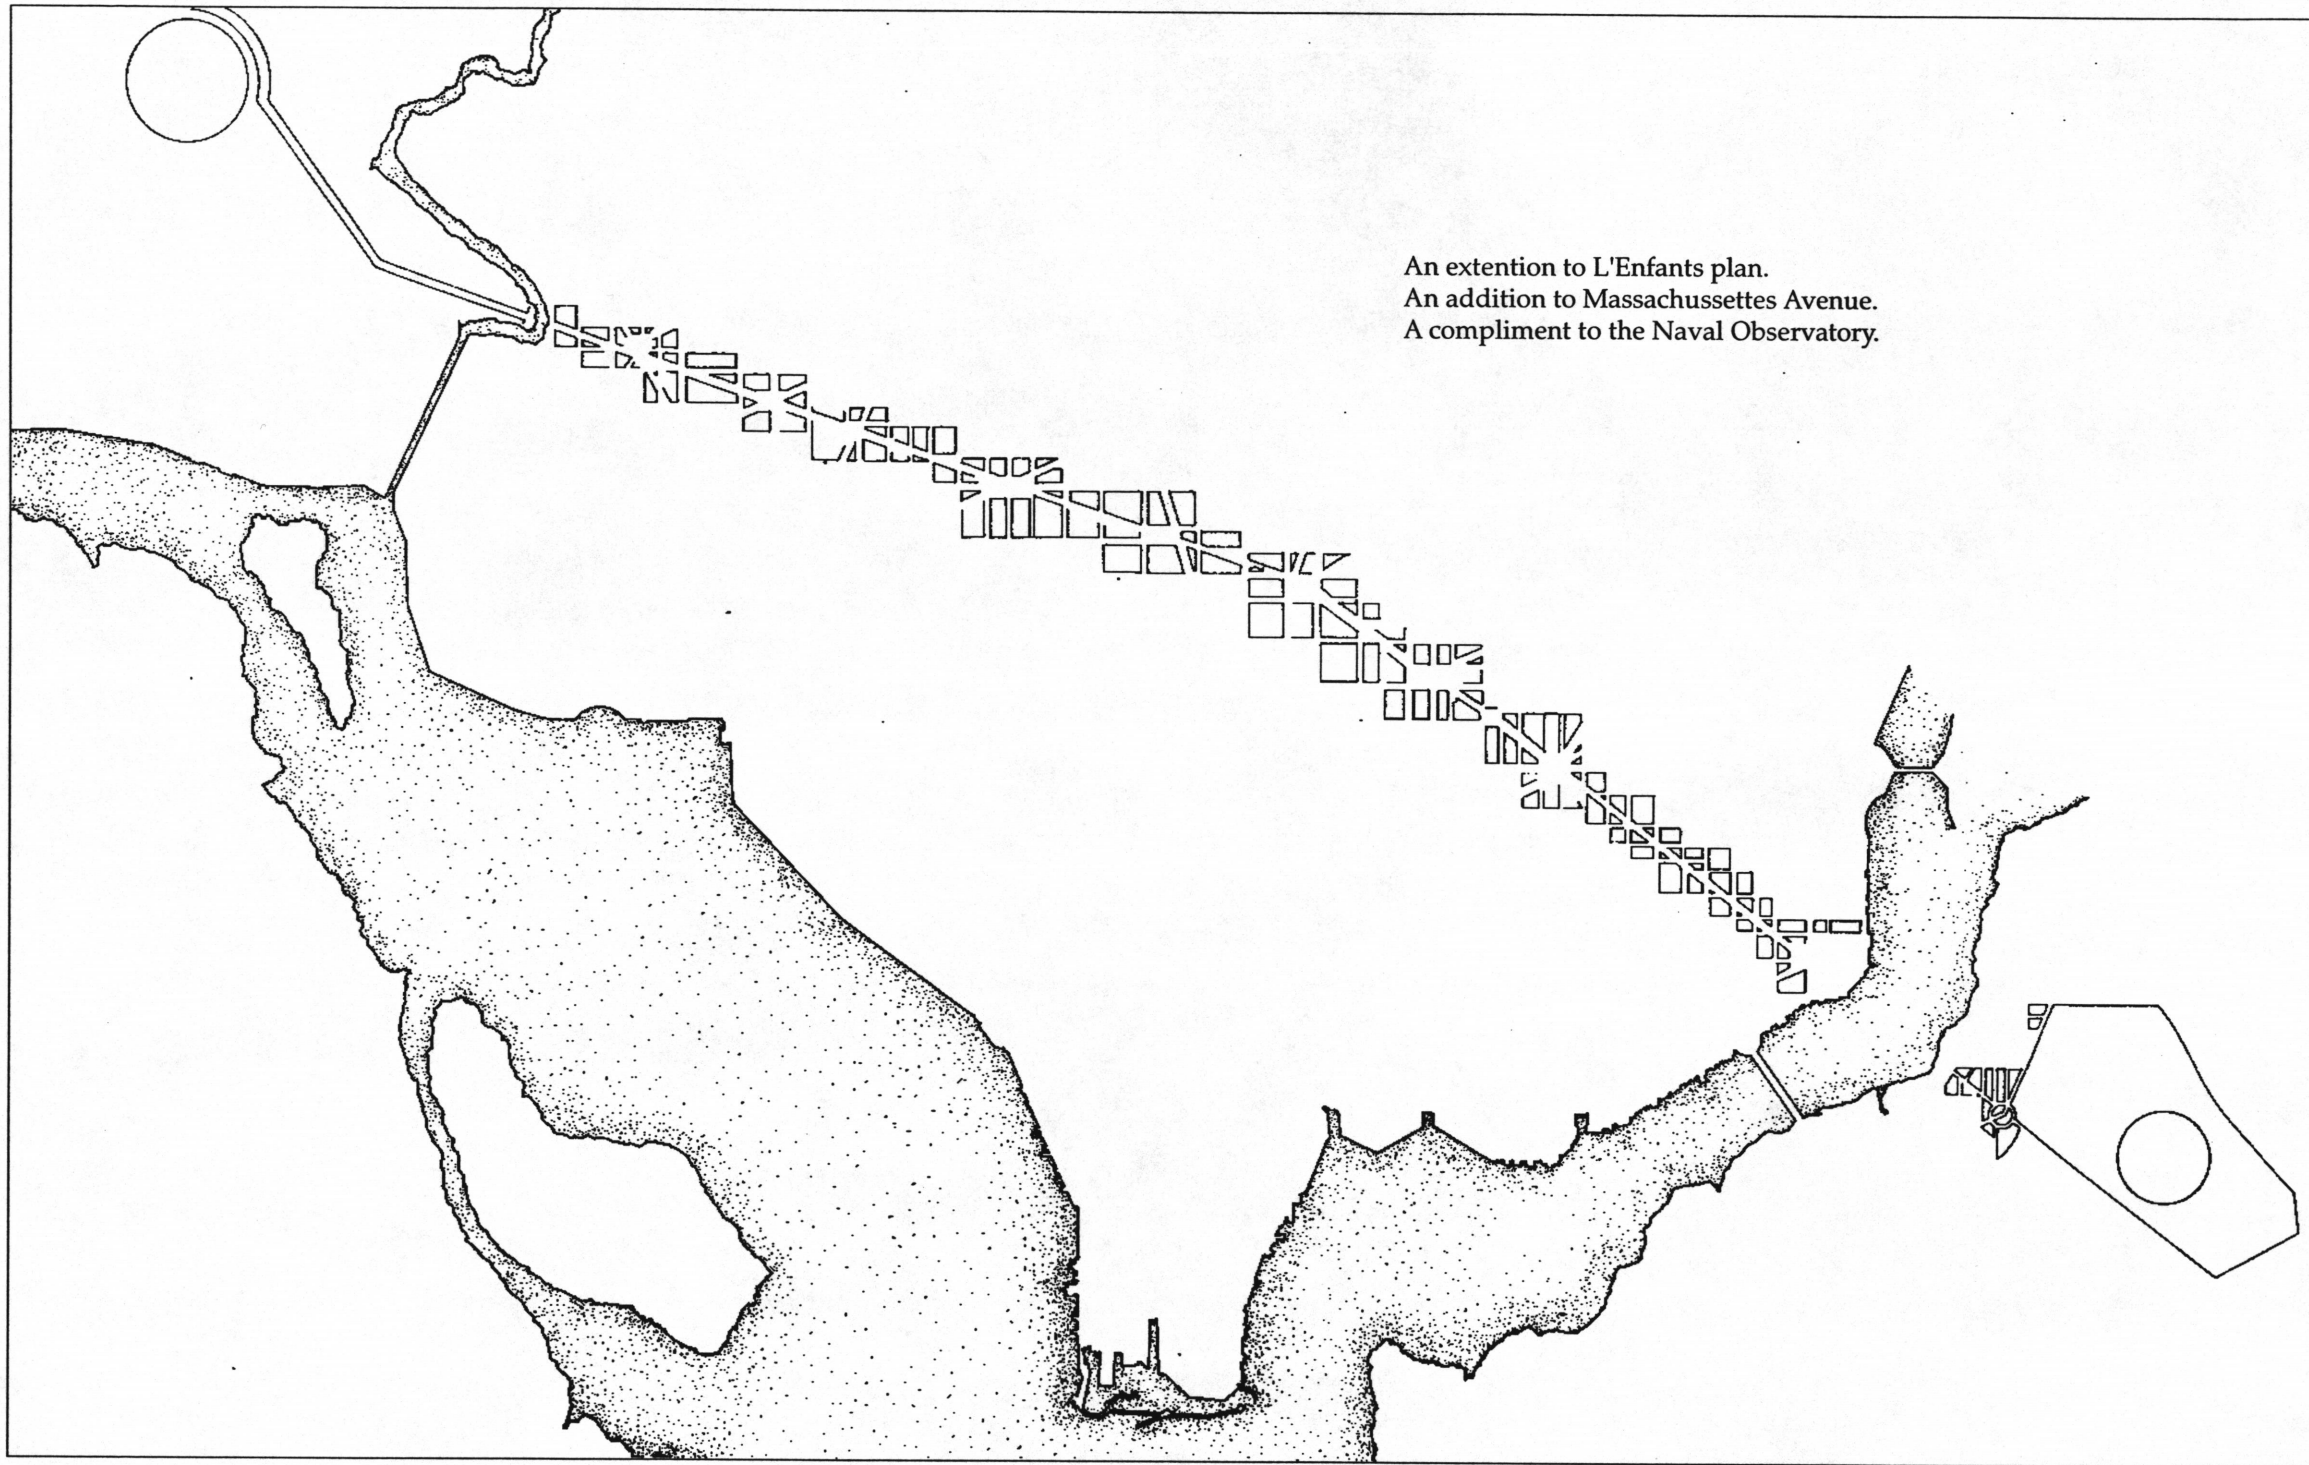 An extention to L'Enfants plan.
An addition to Massachussettes Avenue.
A compliment to the Naval Observatory.